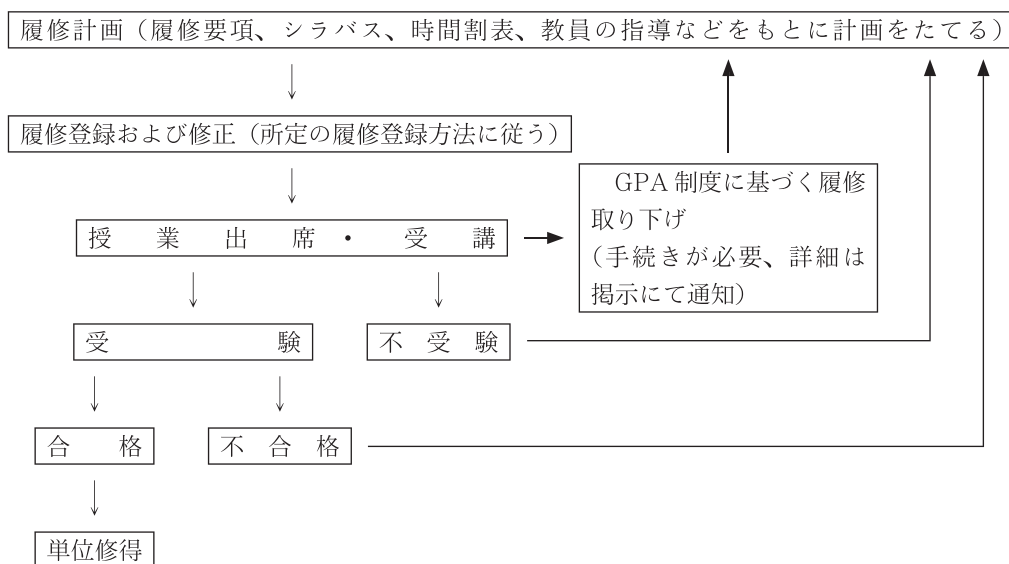 履修計画（履修要項、シラバス、時間割表、教員の指導などをもとに計画をたてる）
履修登録および修正（所定の履修登録方法に従う）
授業出席・受講
GPA 制度に基づく履修
取り下げ
（手続きが必要、詳細は
掲示にて通知）
受験
不受験
合格
不合格
単位修得